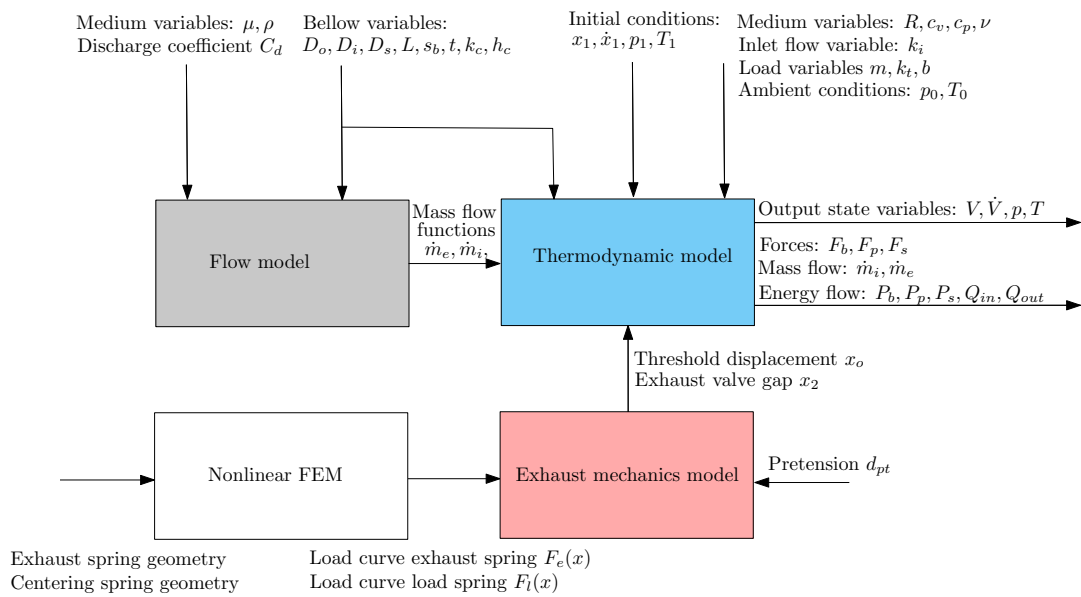 Medium variables: μ, ρ
Discharge coefficient C_d
Bellow variables:
D_o, D_i, D_s, L, s_b, t, k_c, h_c
Initial conditions:
x_1, ẋ_1, p_1, T_1
Medium variables: R, c_v, c_p, ν
Inlet flow variable: k_i
Load variables m, k_t, b
Ambient conditions: p_0, T_0
Flow model
Mass flow
functions
ṁ_e, ṁ_i,
Thermodynamic model
Output state variables: V, V̇, p, T
Forces: F_b, F_p, F_s
Mass flow: ṁ_i, ṁ_e
Energy flow: P_b, P_p, P_s, Q_in, Q_out
Threshold displacement x_o
Exhaust valve gap x_2
Nonlinear FEM
Exhaust mechanics model
Pretension d_pt
Exhaust spring geometry
Centering spring geometry
Load curve exhaust spring F_e(x)
Load curve load spring F_l(x)